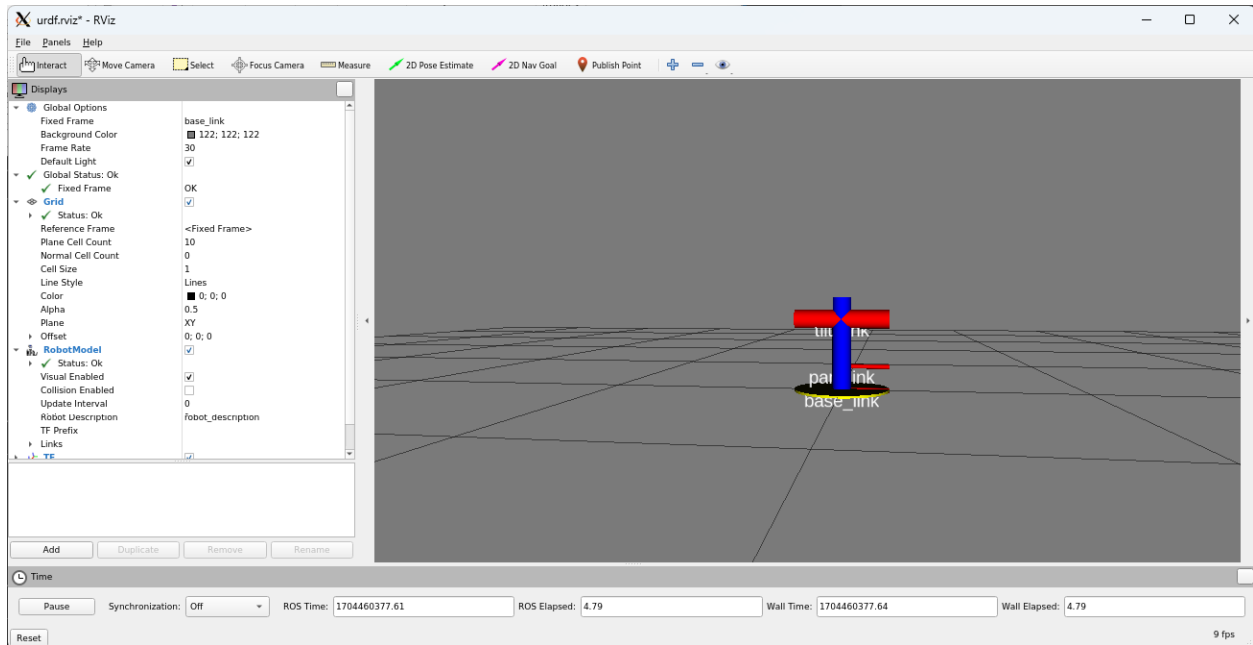 urdf.rviz* - RViz
File Panels Help
Interact Move Camera Select Focus Camera Measure 2D Pose Estimate 2D Nav Goal Publish Point
Displays
Global Options
Fixed Frame base_link
Background Color 122; 122; 122
Frame Rate 30
Default Light
Global Status: Ok
Fixed Frame OK
Grid
Status: Ok
Reference Frame <Fixed Frame>
Plane Cell Count 10
Normal Cell Count 0
Cell Size 1
Line Style Lines
Color 0; 0; 0
Alpha 0.5
Plane XY
Offset 0; 0; 0
RobotModel
Status: Ok
Visual Enabled
Collision Enabled
Update Interval 0
Robot Description robot_description
TF Prefix
Links
TF
base_link
Add Duplicate Remove Rename
Time
Pause Synchronization: Off ROS Time: 1704460377.61 ROS Elapsed: 4.79 Wall Time: 1704460377.64 Wall Elapsed: 4.79
Reset 9 fps